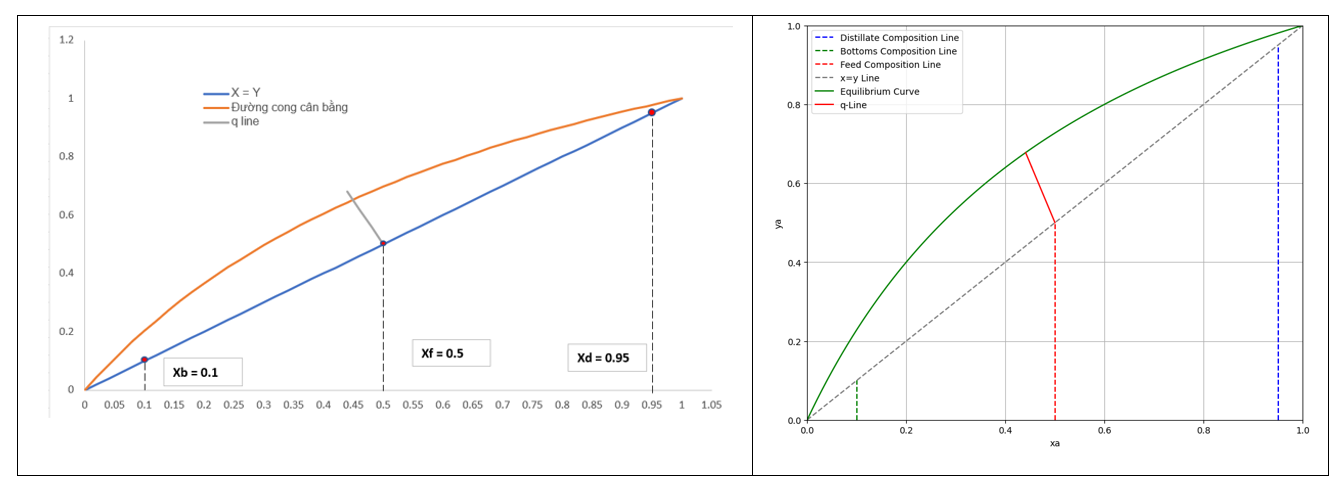 1.2
1
0.8
0.6
0.4
0.2
0
X = Y
Đường cong cân bằng
q line
Xb = 0.1
Xf = 0.5
Xd = 0.95
0 0.05 0.1 0.15 0.2 0.25 0.3 0.35 0.4 0.45 0.5 0.55 0.6 0.65 0.7 0.75 0.8 0.85 0.9 0.95 1 1.05
1.0
0.8
0.6
0.4
0.2
0.0
ya
Distillate Composition Line
Bottoms Composition Line
Feed Composition Line
x=y Line
Equilibrium Curve
q-Line
0.0 0.2 0.4 0.6 0.8 1.0
xa